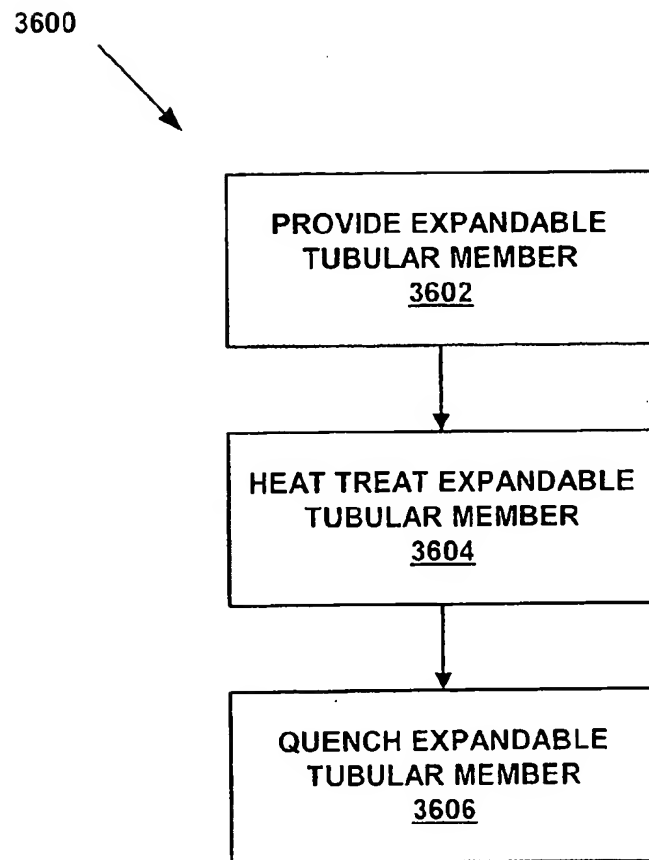 3600
PROVIDE EXPANDABLE
TUBULAR MEMBER
3602
HEAT TREAT EXPANDABLE
TUBULAR MEMBER
3604
QUENCH EXPANDABLE
TUBULAR MEMBER
3606